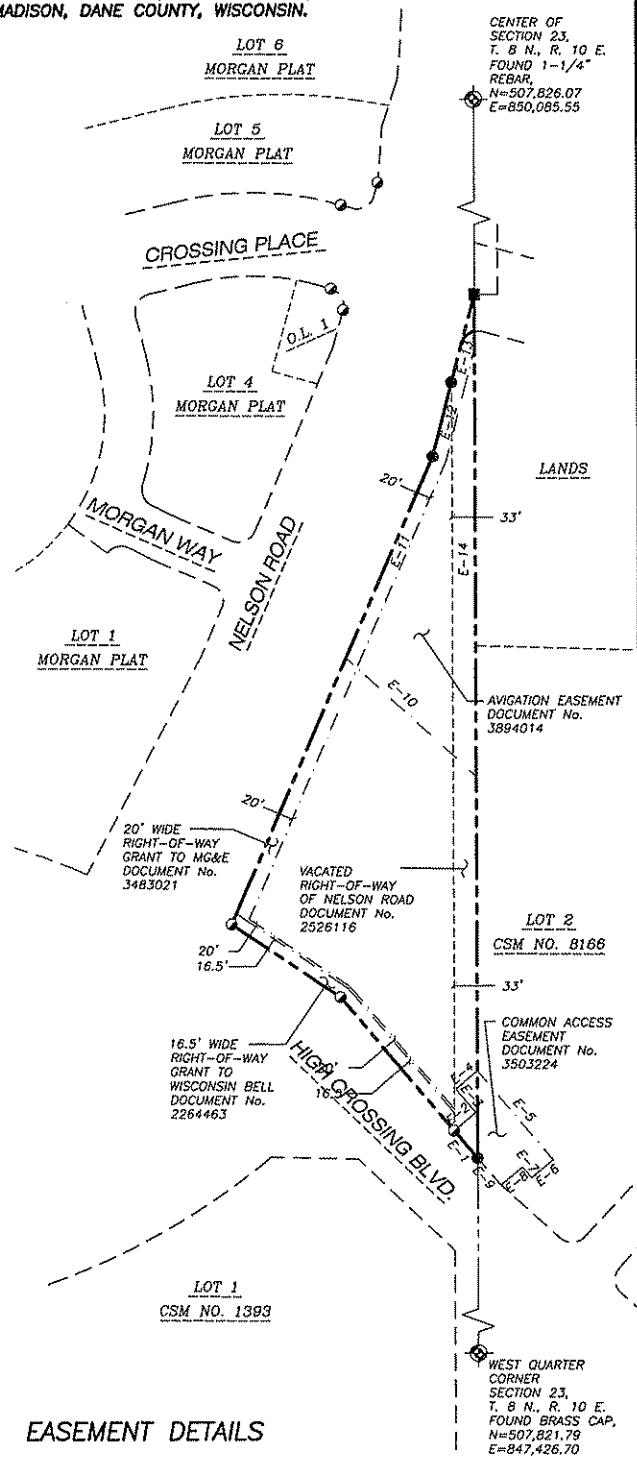 MADISON, DANE COUNTY, WISCONSIN.
CENTER OF
SECTION 23,
T. 8 N., R. 10 E.
FOUND 1-1/4"
REBAR,
N=507,826.07
E=850,085.55
LOT 6
MORGAN PLAT
LOT 5
MORGAN PLAT
CROSSING PLACE
O.L. 1
LOT 4
MORGAN PLAT
E-13
E-12
LANDS
20'
33'
E-11
E-14
MORGAN WAY
NELSON ROAD
LOT 1
MORGAN PLAT
E-10
AVIGATION EASEMENT
DOCUMENT No.
3894014
20'
20' WIDE
RIGHT-OF-WAY
GRANT TO MG&E
DOCUMENT No.
3483021
VACATED
RIGHT-OF-WAY
OF NELSON ROAD
DOCUMENT No.
2526116
LOT 2
CSM NO. 8166
20'
16.5'
33'
16.5' WIDE
RIGHT-OF-WAY
GRANT TO
WISCONSIN BELL
DOCUMENT No.
2264463
COMMON ACCESS
EASEMENT
DOCUMENT No.
3503224
HIGH CROSSING BLVD.
16.5'
E-3
E-5
E-1
E-7
E-6
E-9
E-8
LOT 1
CSM NO. 1393
WEST QUARTER
CORNER
SECTION 23,
T. 8 N., R. 10 E.
FOUND BRASS CAP,
N=507,821.79
E=847,426.70
EASEMENT DETAILS